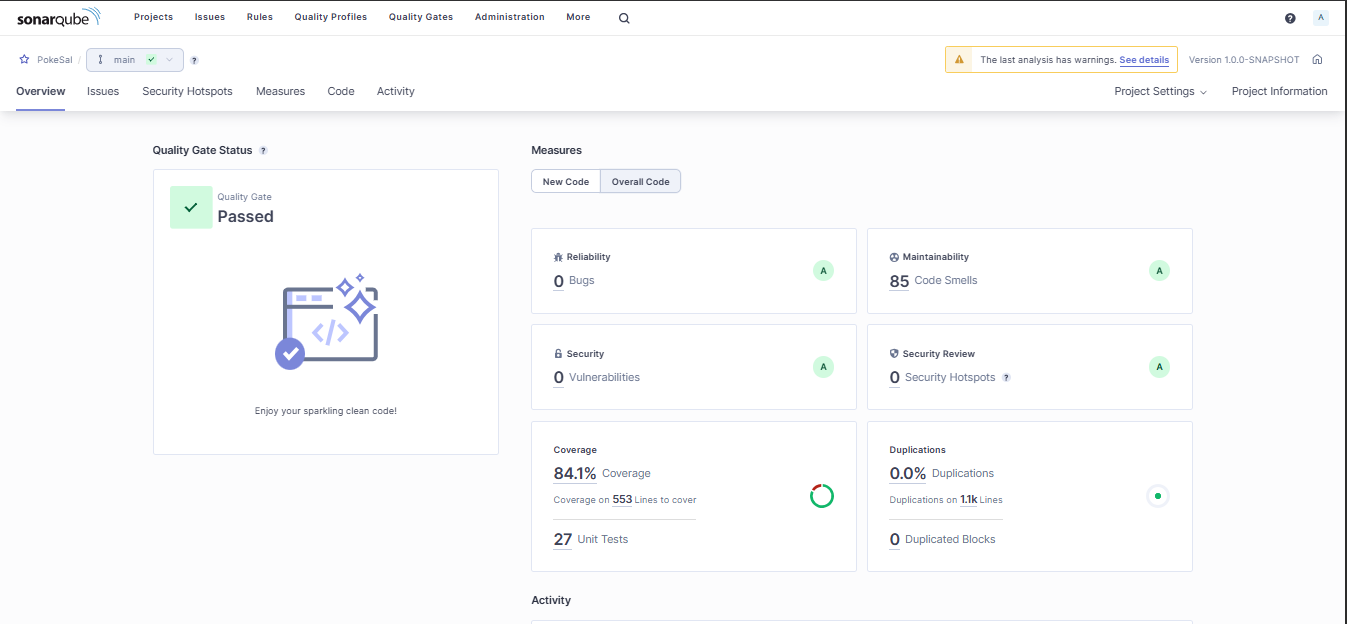 sonarqube Projects Issues Rules Quality Profiles Quality Gates Administration More ? A
PokeSal / main ? The last analysis has warnings. See details Version 1.0.0-SNAPSHOT
Overview Issues Security Hotspots Measures Code Activity Project Settings Project Information
Quality Gate Status ?
Quality Gate
Passed
</>
Enjoy your sparkling clean code!
Measures
New Code Overall Code
Reliability
0 Bugs
A
Maintainability
85 Code Smells
A
Security
0 Vulnerabilities
A
Security Review
0 Security Hotspots ?
A
Coverage
84.1% Coverage
Coverage on 553 Lines to cover
27 Unit Tests
Duplications
0.0% Duplications
Duplications on 1.1k Lines
0 Duplicated Blocks
Activity